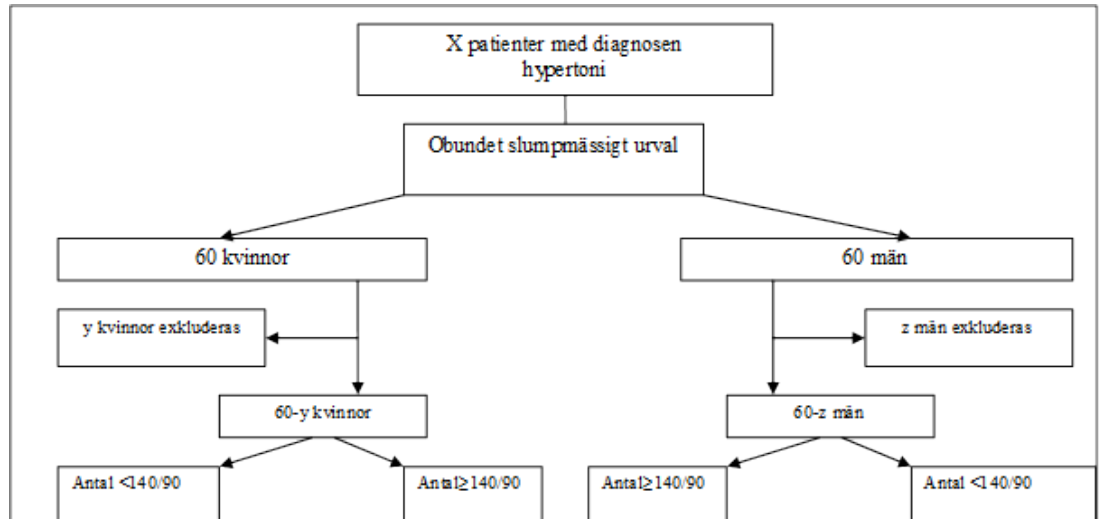 X patienter med diagnosen
hypertoni
Obundet slumpmässigt urval
60 kvinnor
60 män
y kvinnor exkluderas
z män exkluderas
60-y kvinnor
60-z män
Antal <140/90
Antal≥140/90
Antal≥140/90
Antal <140/90